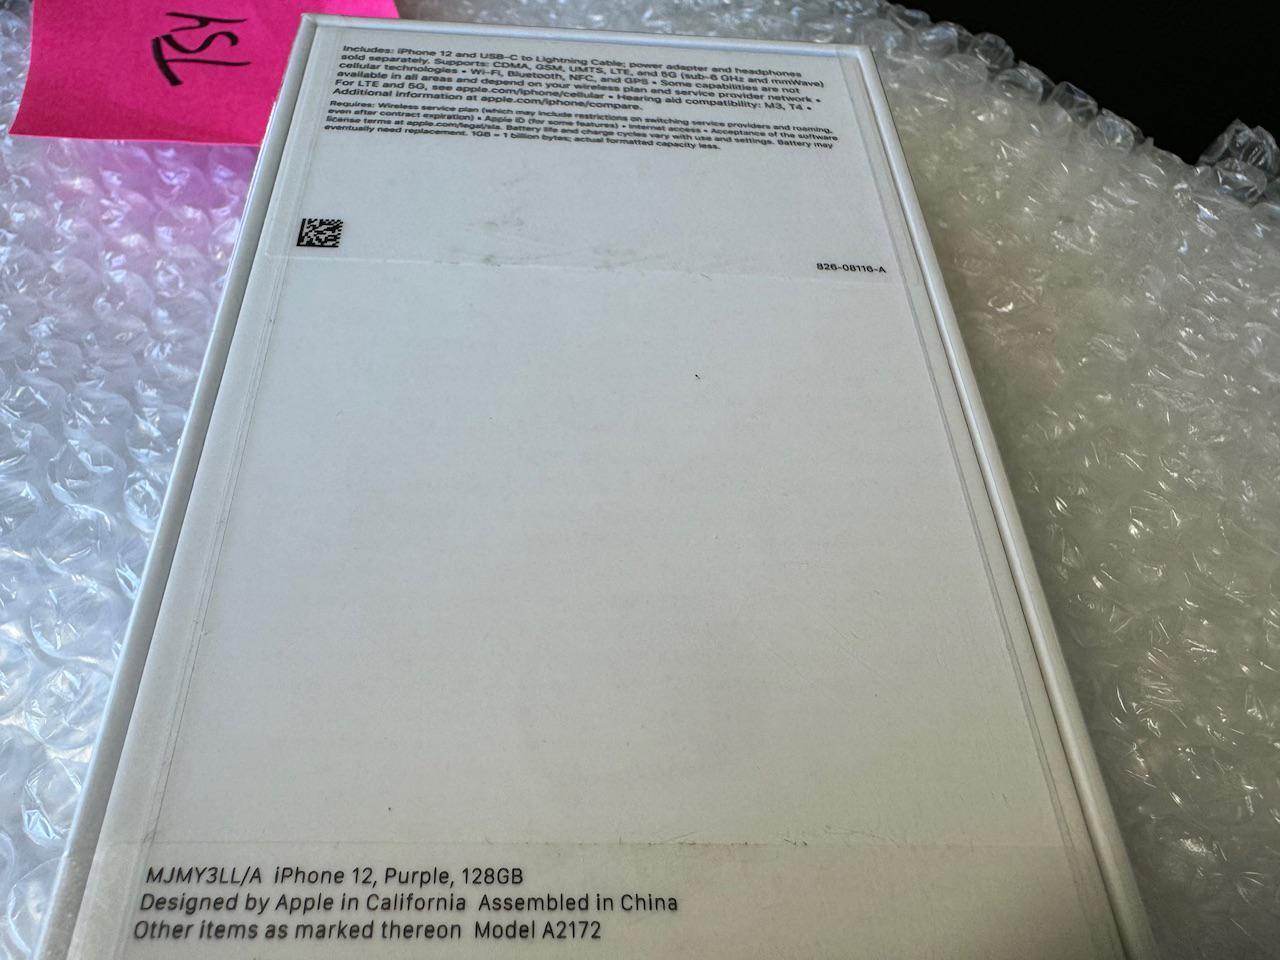 TSY
Includes: iPhone 12 and USB-C to Lightning Cable; power adapter and headphones
sold separately. Supports: CDMA, GSM, UMTS, LTE, and 5G (sub-6 GHz and mmWave)
cellular technologies • Wi-Fi, Bluetooth, NFC, and GPS • Some capabilities are not
available in all areas and depend on your wireless plan and service provider network •
For LTE and 5G, see apple.com/iphone/cellular • Hearing aid compatibility: M3, T4 •
Additional information at apple.com/iphone/compare.
Requires: Wireless service plan (which may include restrictions on switching service providers and roaming,
even after contract expiration) • Apple ID (for some features) • Internet access • Acceptance of the software
license terms at apple.com/legal/sla. Battery life and charge cycles vary with use and settings. Battery may
eventually need replacement. 1GB = 1 billion bytes; actual formatted capacity less.
826-08116-A
MJMY3LL/A iPhone 12, Purple, 128GB
Designed by Apple in California Assembled in China
Other items as marked thereon Model A2172